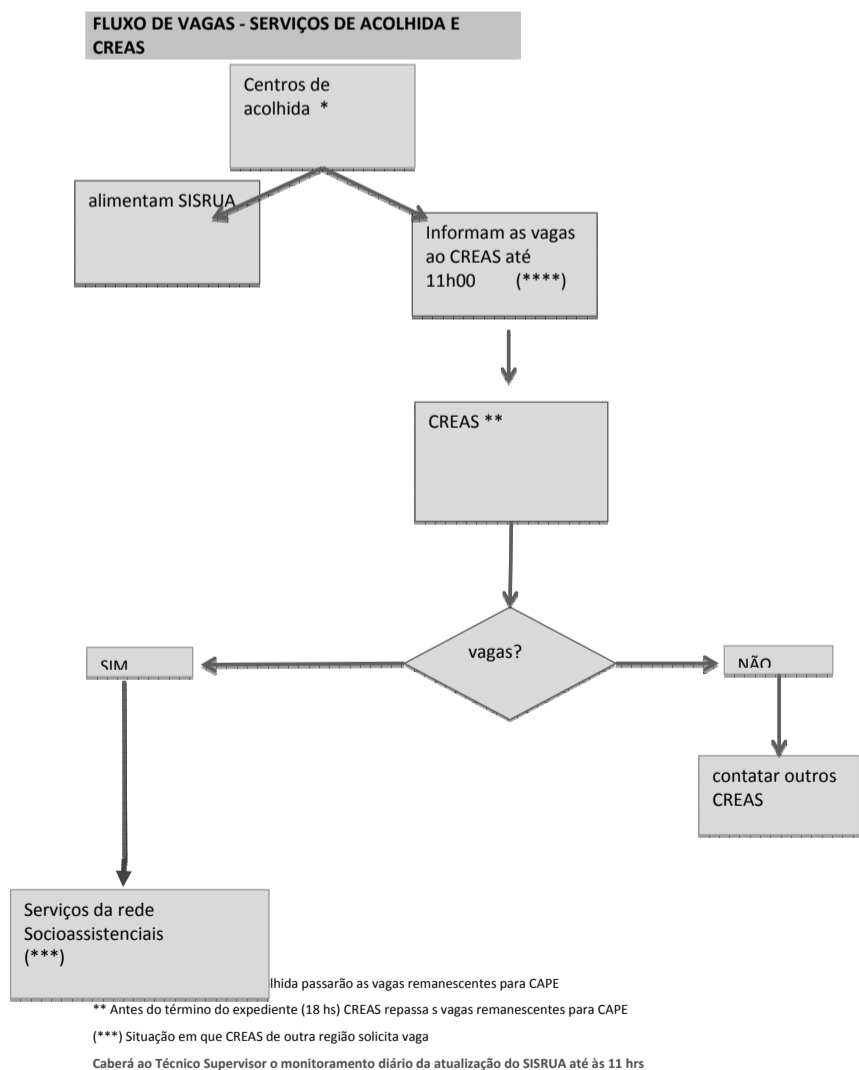 FLUXO DE VAGAS - SERVIÇOS DE ACOLHIDA E
CREAS
Centros de
acolhida *
alimentam SISRUA
Informam as vagas
ao CREAS até
11h00 (****)
CREAS **
vagas?
SIM
NÃO
contatar outros
CREAS
Serviços da rede
Socioassistenciais
(***)
lhida passarão as vagas remanescentes para CAPE
** Antes do término do expediente (18 hs) CREAS repassa s vagas remanescentes para CAPE
(***) Situação em que CREAS de outra região solicita vaga
Caberá ao Técnico Supervisor o monitoramento diário da atualização do SISRUA até às 11 hrs